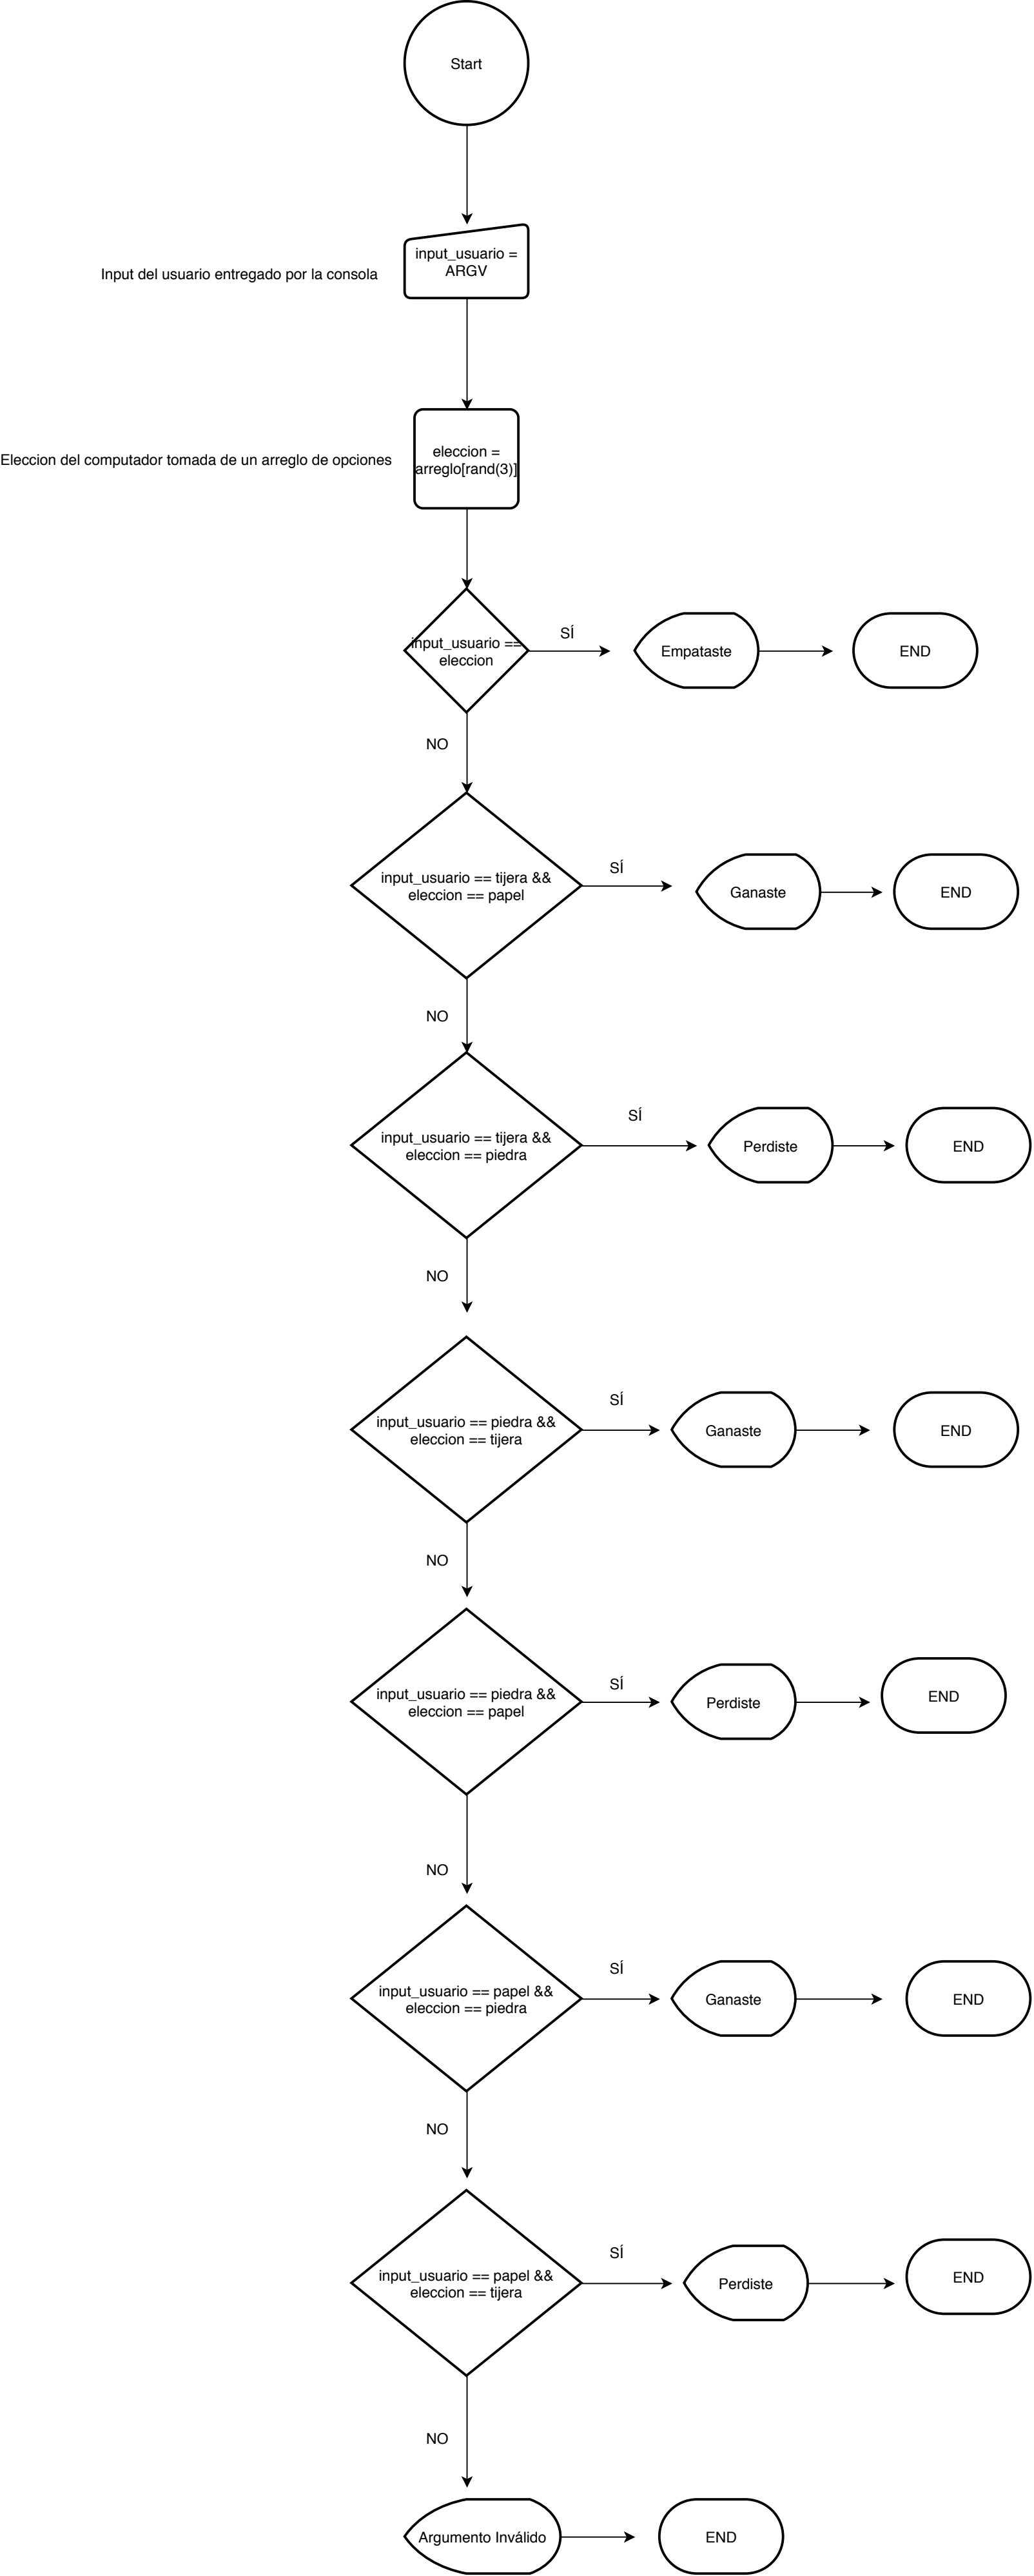 Start
input_usuario =
ARGV
Input del usuario entregado por la consola
eleccion =
arreglo[rand(3)]
Eleccion del computador tomada de un arreglo de opciones
input_usuario ==
eleccion
SÍ
Empataste
END
NO
input_usuario == tijera &&
eleccion == papel
SÍ
Ganaste
END
NO
input_usuario == tijera &&
eleccion == piedra
SÍ
Perdiste
END
NO
input_usuario == piedra &&
eleccion == tijera
SÍ
Ganaste
END
NO
input_usuario == piedra &&
eleccion == papel
SÍ
Perdiste
END
NO
input_usuario == papel &&
eleccion == piedra
SÍ
Ganaste
END
NO
input_usuario == papel &&
eleccion == tijera
SÍ
Perdiste
END
NO
Argumento Inválido
END